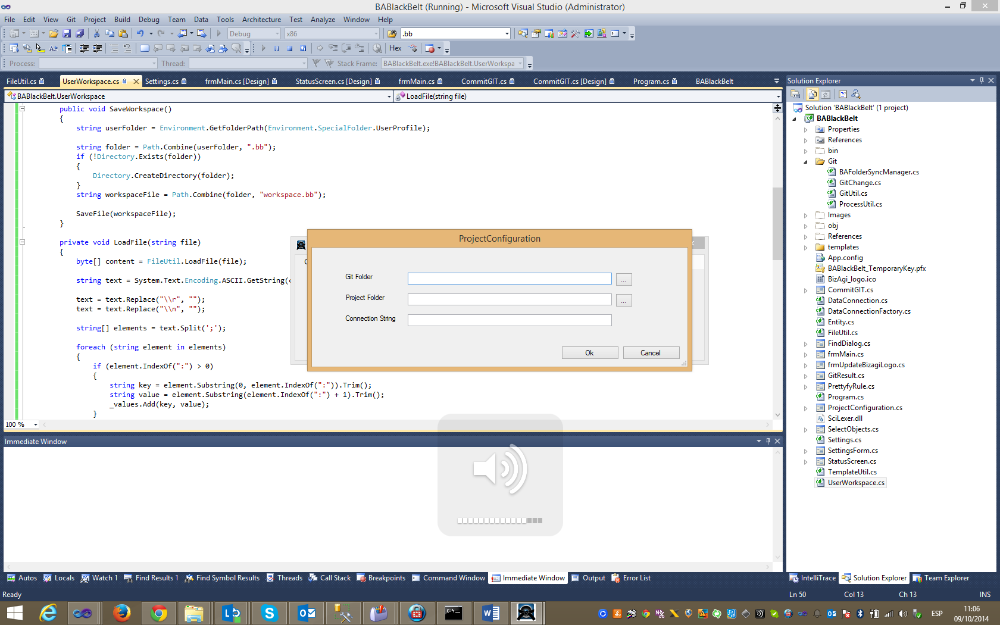 BABlackBelt (Running) - Microsoft Visual Studio (Administrator)
File Edit View Git Project Build Debug Team Data Tools Architecture Test Analyze Window Help
Debug x86 .bb
Hex
Process: Thread: Stack Frame: BABlackBelt.exe!BABlackBelt.UserWorkspa
FileUtil.cs UserWorkspace.cs Settings.cs frmMain.cs [Design] StatusScreen.cs [Design] frmMain.cs CommitGIT.cs CommitGIT.cs [Design] Program.cs BABlackBelt
BABlackBelt.UserWorkspace LoadFile(string file)
public void SaveWorkspace()
{
string userFolder = Environment.GetFolderPath(Environment.SpecialFolder.UserProfile);
string folder = Path.Combine(userFolder, ".bb");
if (!Directory.Exists(folder))
{
Directory.CreateDirectory(folder);
}
string workspaceFile = Path.Combine(folder, "workspace.bb");
SaveFile(workspaceFile);
}
private void LoadFile(string file)
{
byte[] content = FileUtil.LoadFile(file);
string text = System.Text.Encoding.ASCII.GetString(
text = text.Replace("\\r", "");
text = text.Replace("\\n", "");
string[] elements = text.Split(';');
foreach (string element in elements)
{
if (element.IndexOf(":") > 0)
{
string key = element.Substring(0, element.IndexOf(":")).Trim();
string value = element.Substring(element.IndexOf(":") + 1).Trim();
_values.Add(key, value);
}
100 %
ProjectConfiguration
Git Folder ...
Project Folder ...
Connection String
Ok Cancel
Immediate Window
Autos Locals Watch 1 Find Results 1 Find Symbol Results Threads Call Stack Breakpoints Command Window Immediate Window Output Error List
Solution Explorer
Solution 'BABlackBelt' (1 project)
BABlackBelt
Properties
References
bin
Git
BAFolderSyncManager.cs
GitChange.cs
GitUtil.cs
ProcessUtil.cs
Images
obj
References
templates
App.config
BABlackBelt_TemporaryKey.pfx
BizAgi_logo.ico
CommitGIT.cs
DataConnection.cs
DataConnectionFactory.cs
Entity.cs
FileUtil.cs
FindDialog.cs
frmMain.cs
frmUpdateBizagiLogo.cs
GitResult.cs
PrettyfyRule.cs
Program.cs
ProjectConfiguration.cs
SciLexer.dll
SelectObjects.cs
Settings.cs
SettingsForm.cs
StatusScreen.cs
TemplateUtil.cs
UserWorkspace.cs
IntelliTrace Solution Explorer Team Explorer
Ready Ln 50 Col 13 Ch 13 INS
ESP
11:06
09/10/2014